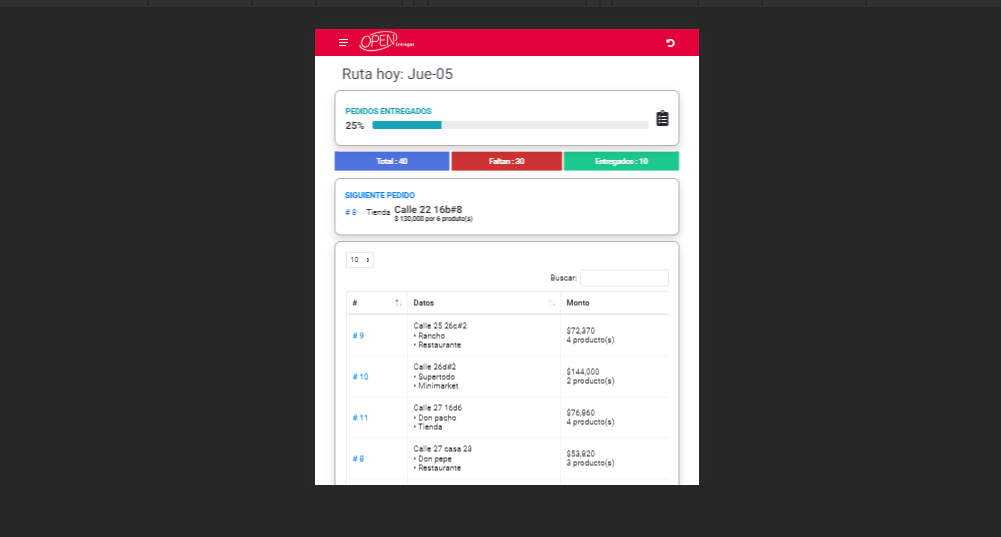 OPEN Entregas
Ruta hoy: Jue-05
PEDIDOS ENTREGADOS
25%
Total : 40
Faltan : 30
Entregados : 10
SIGUIENTE PEDIDO
# 8 Tienda Calle 22 16b#8
$ 130,000 por 6 produto(s)
10
Buscar:
# Datos Monto
Calle 25 26c#2
# 9 • Rancho
• Restaurante
$72,370
4 producto(s)
Calle 26d#2
# 10 • Supertodo
• Minimarket
$144,000
2 producto(s)
Calle 27 16d6
# 11 • Don pacho
• Tienda
$76,860
4 producto(s)
Calle 27 casa 23
# 8 • Don pepe
• Restaurante
$53,820
3 producto(s)